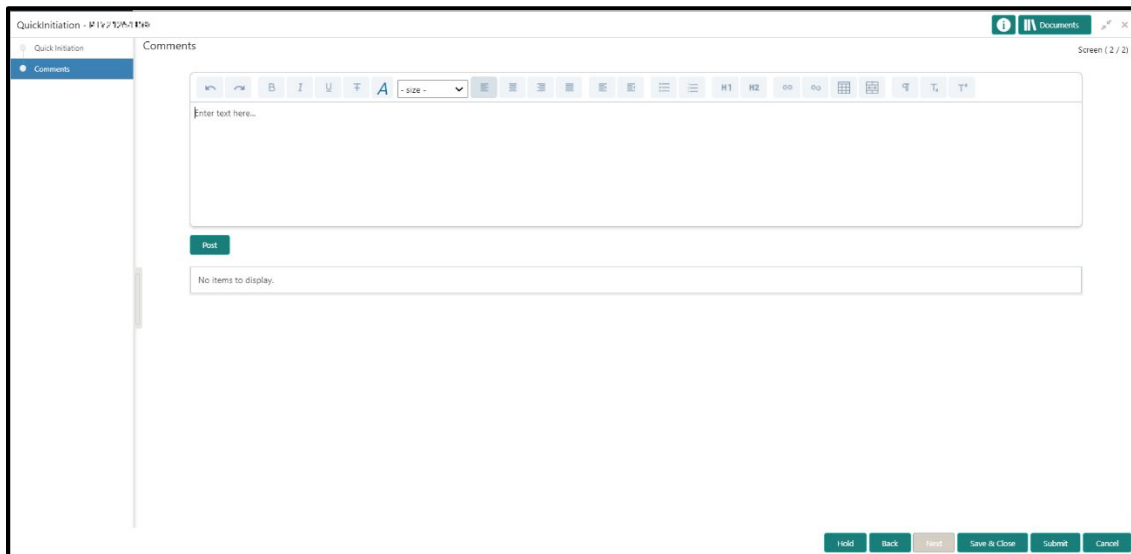 QuickInitiation -
Documents
Quick Initiation
Comments
Comments
Screen ( 2 / 2)
B I U T A - size - H1 H2
Enter text here...
Post
No items to display.
Hold Back Next Save & Close Submit Cancel